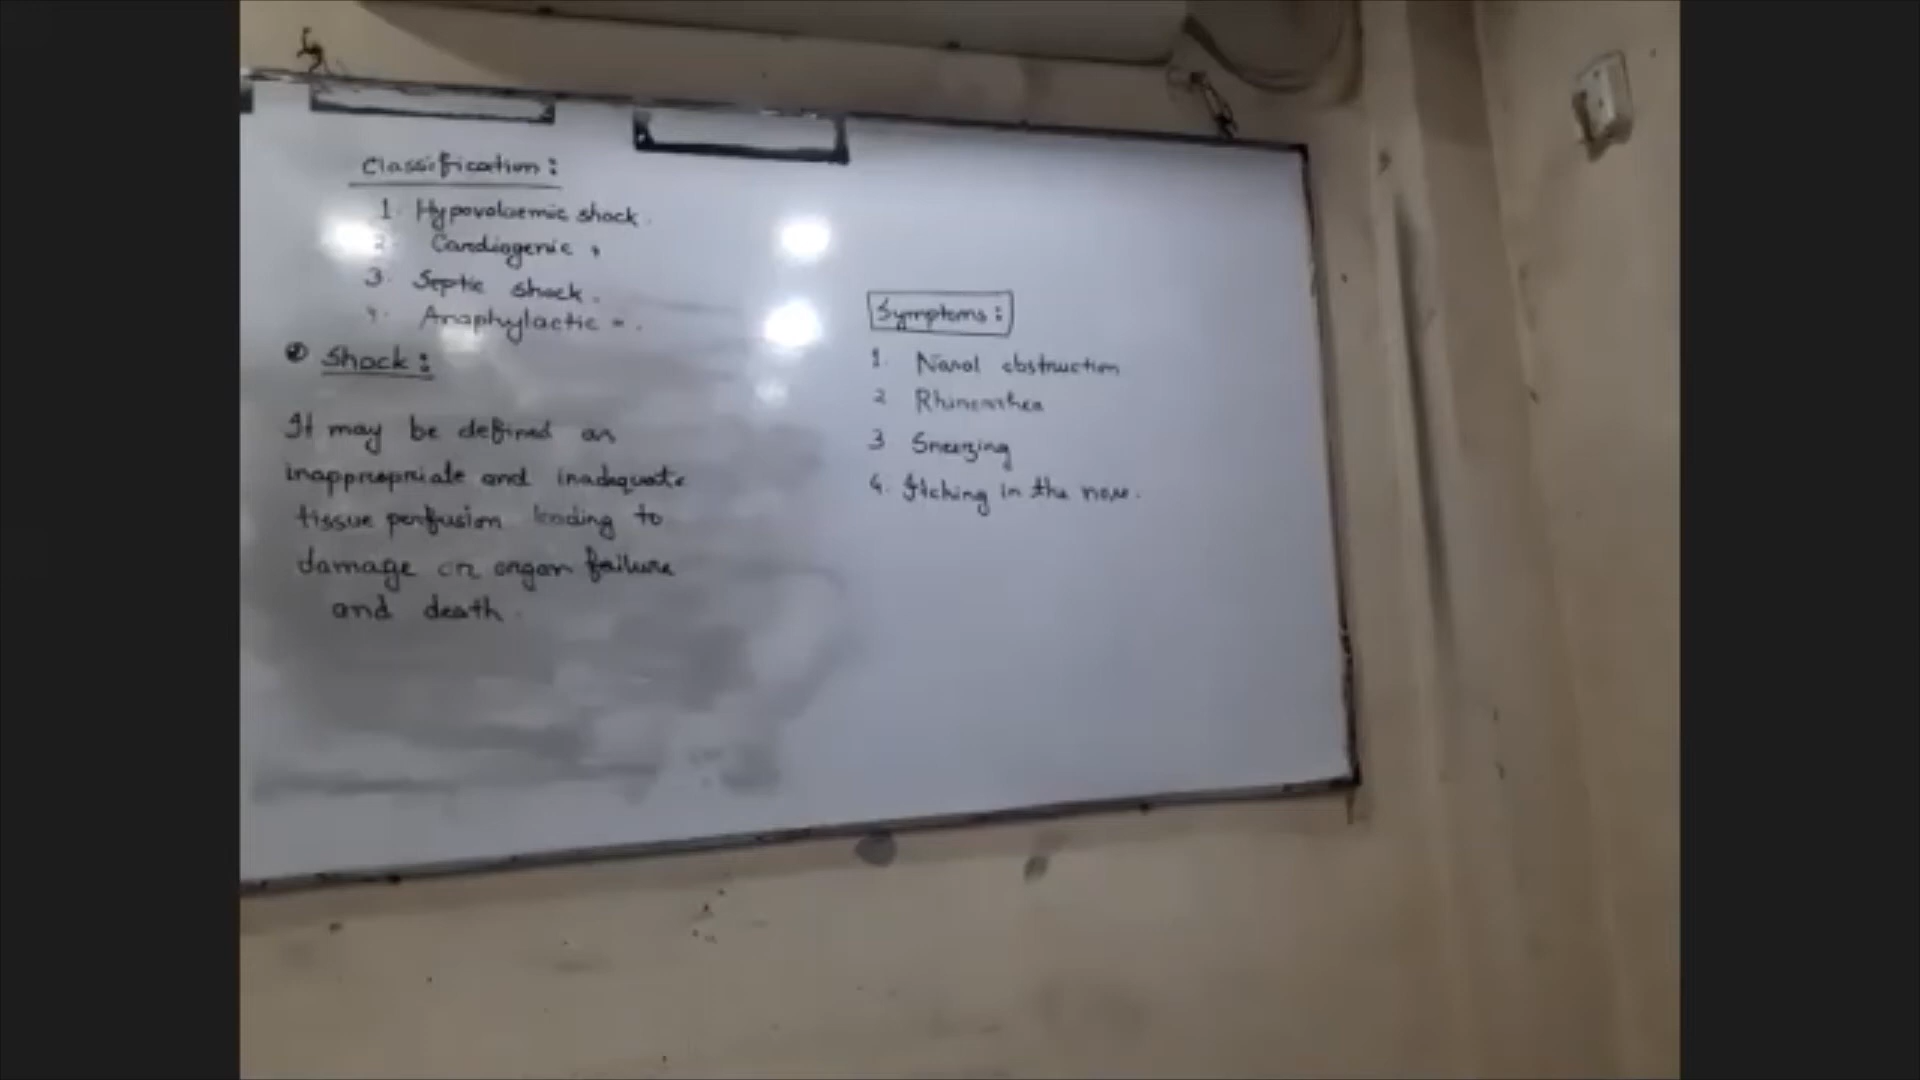 Classification:
1. Hypovolaemic shock.
2. Cardiogenic "
3. Septic shock.
4. Anaphylactic " .
Shock:
It may be defined as
inappropriate and inadequate
tissue perfusion leading to
damage or organ failure
and death.
Symptoms:
1. Nasal obstruction
2 Rhinorrhea
3 Sneezing
4. Itching in the nose.